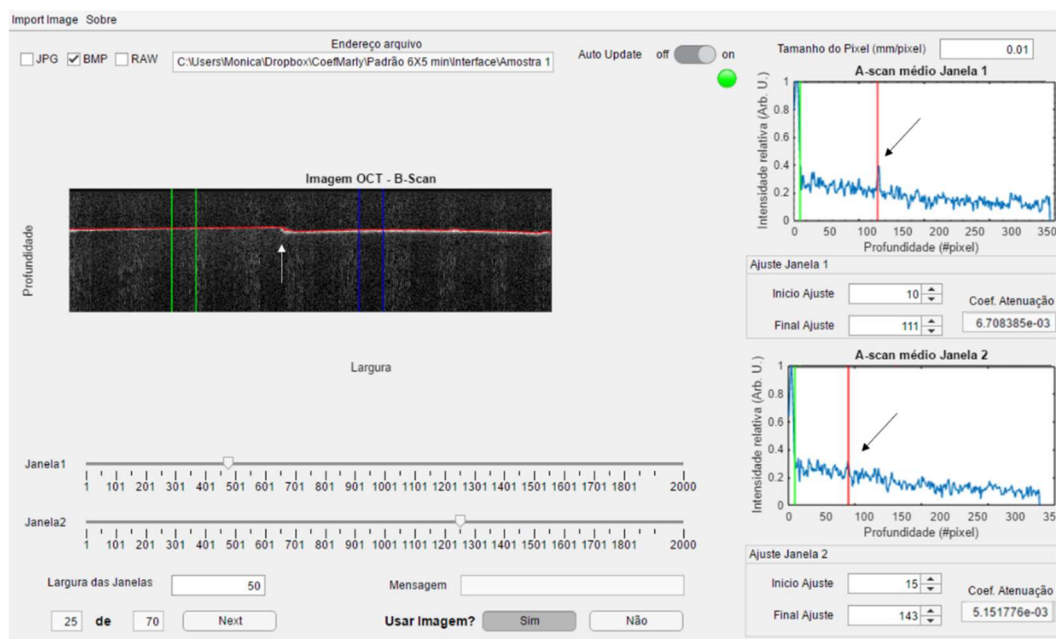 Import Image Sobre
Endereço arquivo
JPG BMP RAW C:\Users\Monica\Dropbox\CoefMarly\Padrão 6X5 min\Interface\Amostra 1
Auto Update off on
Tamanho do Pixel (mm/pixel) 0.01
A-scan médio Janela 1
Intensidade relativa (Arb. U.)
1
0.8
0.6
0.4
0.2
0
0 50 100 150 200 250 300 350
Profundidade (#pixel)
Ajuste Janela 1
Inicio Ajuste 10
Coef. Atenuação
Final Ajuste 111 6.708385e-03
Imagem OCT - B-Scan
Profundidade
Largura
A-scan médio Janela 2
Intensidade relativa (Arb. U.)
1
0.8
0.6
0.4
0.2
0
0 50 100 150 200 250 300 350
Profundidade (#pixel)
Ajuste Janela 2
Inicio Ajuste 15
Coef. Atenuação
Final Ajuste 143 5.151776e-03
Janela1
1 101 201 301 401 501 601 701 801 901 1001 1101 1201 1301 1401 1501 1601 1701 1801 2000
Janela2
1 101 201 301 401 501 601 701 801 901 1001 1101 1201 1301 1401 1501 1601 1701 1801 2000
Largura das Janelas 50
Mensagem
25 de 70 Next
Usar Imagem? Sim Não